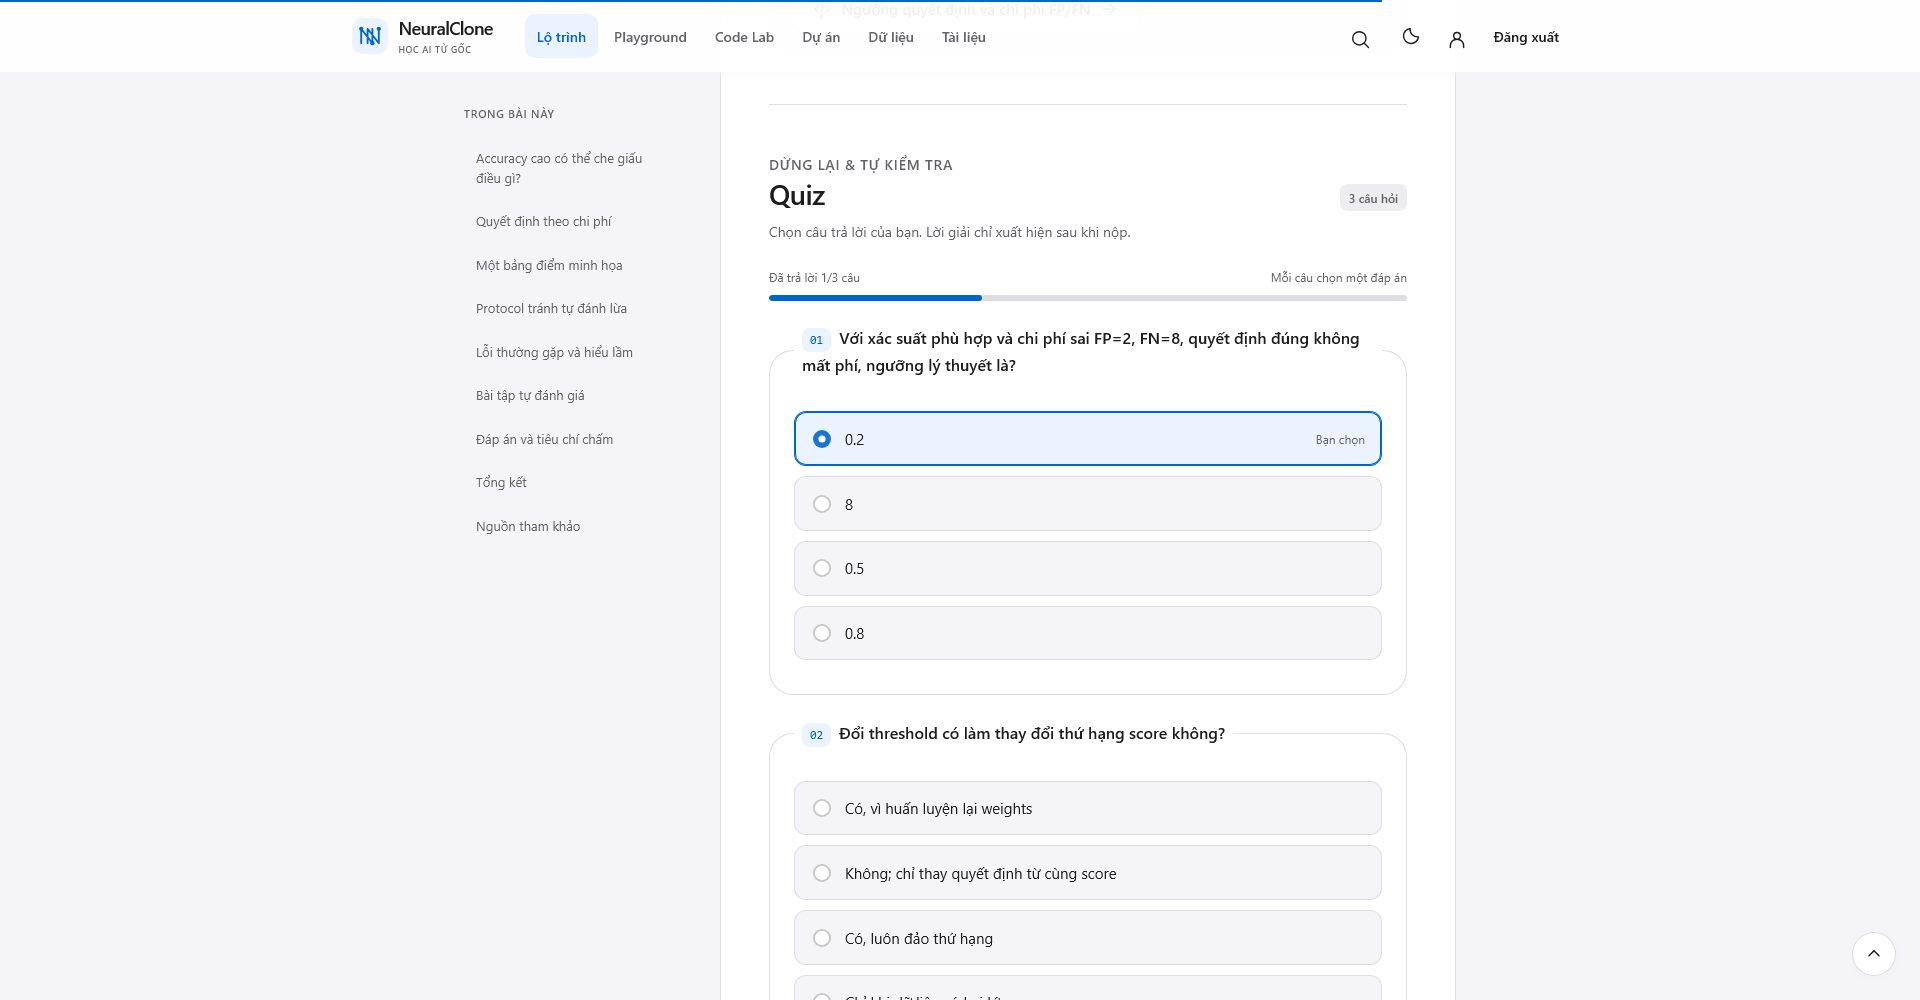 Ngưỡng quyết định và chi phí FP/FN →
NeuralClone
HỌC AI TỪ GỐC
Lộ trình
Playground
Code Lab
Dự án
Dữ liệu
Tài liệu
Đăng xuất
TRONG BÀI NÀY
Accuracy cao có thể che giấu
điều gì?
Quyết định theo chi phí
Một bảng điểm minh họa
Protocol tránh tự đánh lừa
Lỗi thường gặp và hiểu lầm
Bài tập tự đánh giá
Đáp án và tiêu chí chấm
Tổng kết
Nguồn tham khảo
DỪNG LẠI & TỰ KIỂM TRA
Quiz
3 câu hỏi
Chọn câu trả lời của bạn. Lời giải chỉ xuất hiện sau khi nộp.
Đã trả lời 1/3 câu
Mỗi câu chọn một đáp án
01 Với xác suất phù hợp và chi phí sai FP=2, FN=8, quyết định đúng không
mất phí, ngưỡng lý thuyết là?
0.2
Bạn chọn
8
0.5
0.8
02 Đổi threshold có làm thay đổi thứ hạng score không?
Có, vì huấn luyện lại weights
Không; chỉ thay quyết định từ cùng score
Có, luôn đảo thứ hạng